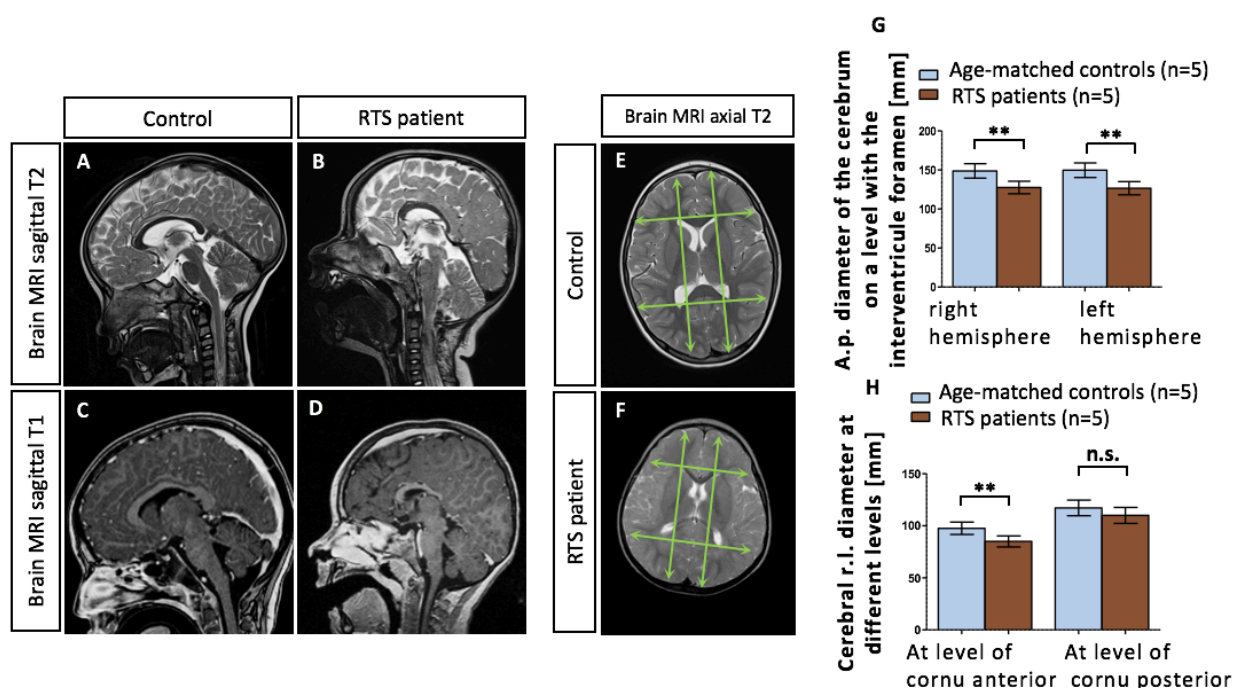 Control
RTS patient
Brain MRI sagittal T2
Brain MRI sagittal T1
A
B
C
D
Brain MRI axial T2
Control
RTS patient
E
F
G
Age-matched controls (n=5)
RTS patients (n=5)
A.p. diameter of the cerebrum
on a level with the
interventricule foramen [mm]
200
150
100
50
0
**
**
right
hemisphere
left
hemisphere
H
Age-matched controls (n=5)
RTS patients (n=5)
Cerebral r.l. diameter at
different levels [mm]
150
100
50
0
**
n.s.
At level of
cornu anterior
At level of
cornu posterior